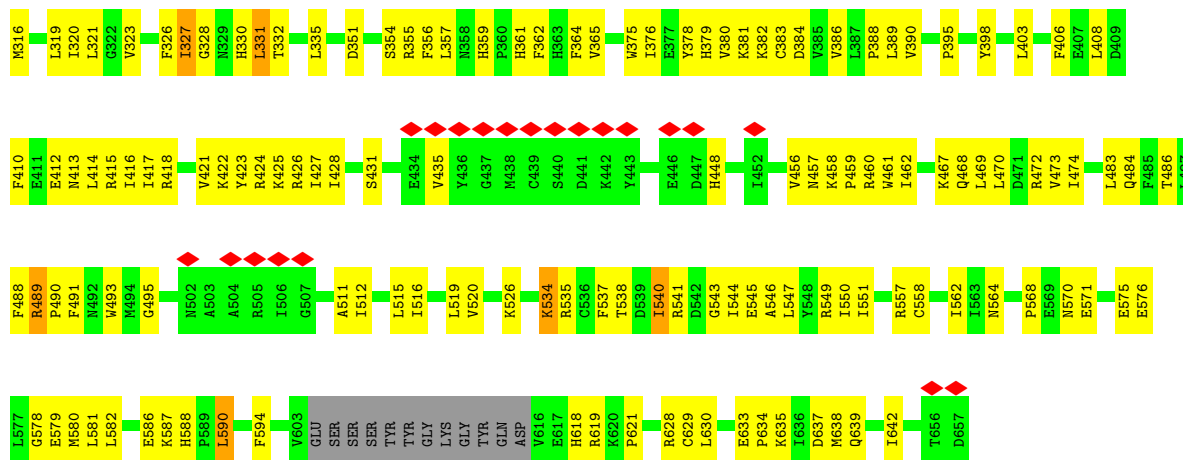 M316 L319 I320 L321 G322 V323 F326 I327 G328 N329 H330 L331 T332 L335 D351 S354 R355 F356 L357 N358 H359 P360 H361 F362 H363 F364 V365 W375 I376 E377 Y378 H379 V380 K381 K382 C383 D384 V385 V386 L387 P388 L389 V390 P395 Y398 L403 F406 E407 L408 D409
F410 E411 E412 N413 L414 R415 I416 I417 R418 V421 K422 Y423 R424 K425 R426 I427 I428 S431 E434 V435 Y436 G437 M438 C439 S440 D441 K442 Y443 E446 D447 H448 I452 V456 N457 K458 P459 R460 W461 I462 K467 Q468 L469 L470 D471 R472 V473 I474 L483 Q484 F485 T486
F488 R489 P490 F491 N492 W493 M494 G495 N502 A503 A504 R505 I506 G507 A511 I512 L515 I516 L519 V520 K526 K534 R535 C536 F537 T538 D539 I540 R541 D542 G543 I544 E545 A546 L547 Y548 R549 I550 I551 R557 C558 I562 I563 N564 P568 E569 N570 E571 E575 E576
L577 G578 E579 M580 L581 L582 E586 K587 H588 P589 L590 F594 V603 GLU SER SER SER TYR TYR GLY LYS GLY TYR GLN ASP V616 E617 H618 R619 K620 P621 R628 C629 L630 E633 P634 K635 I636 D637 M638 Q639 I642 T656 D657